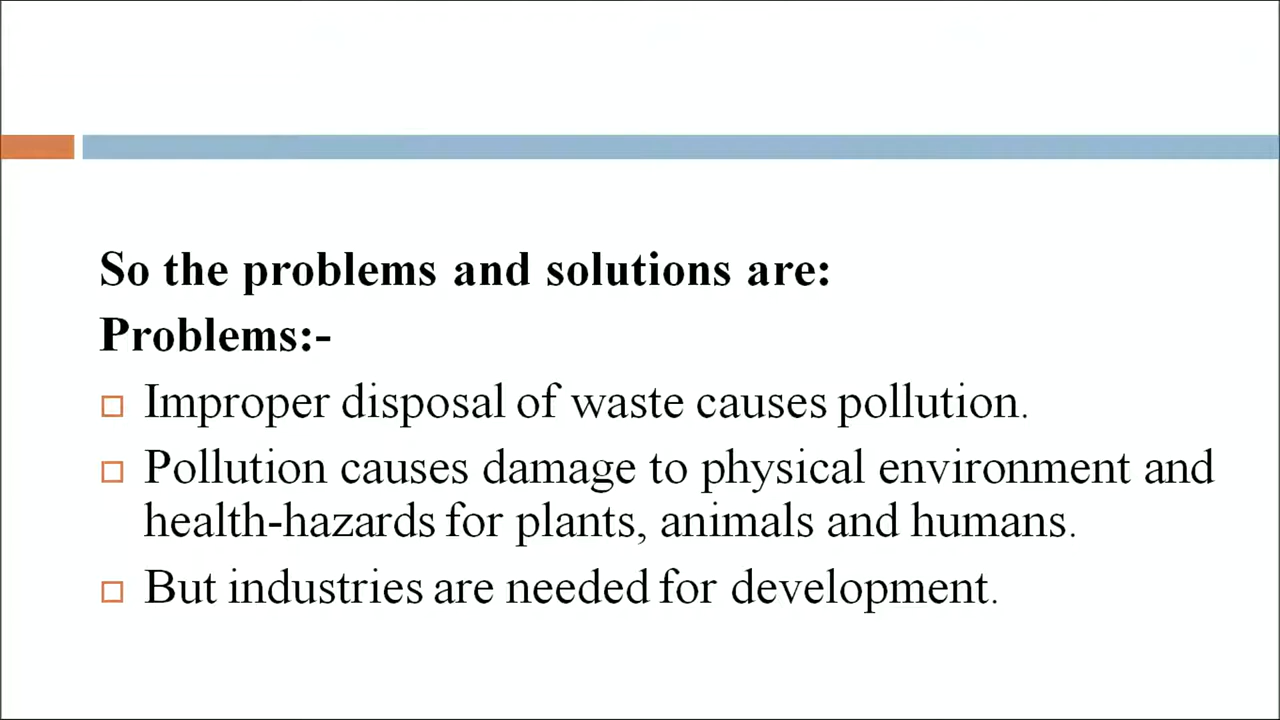 So the problems and solutions are:
Problems:-
Improper disposal of waste causes pollution.
Pollution causes damage to physical environment and
health-hazards for plants, animals and humans.
But industries are needed for development.